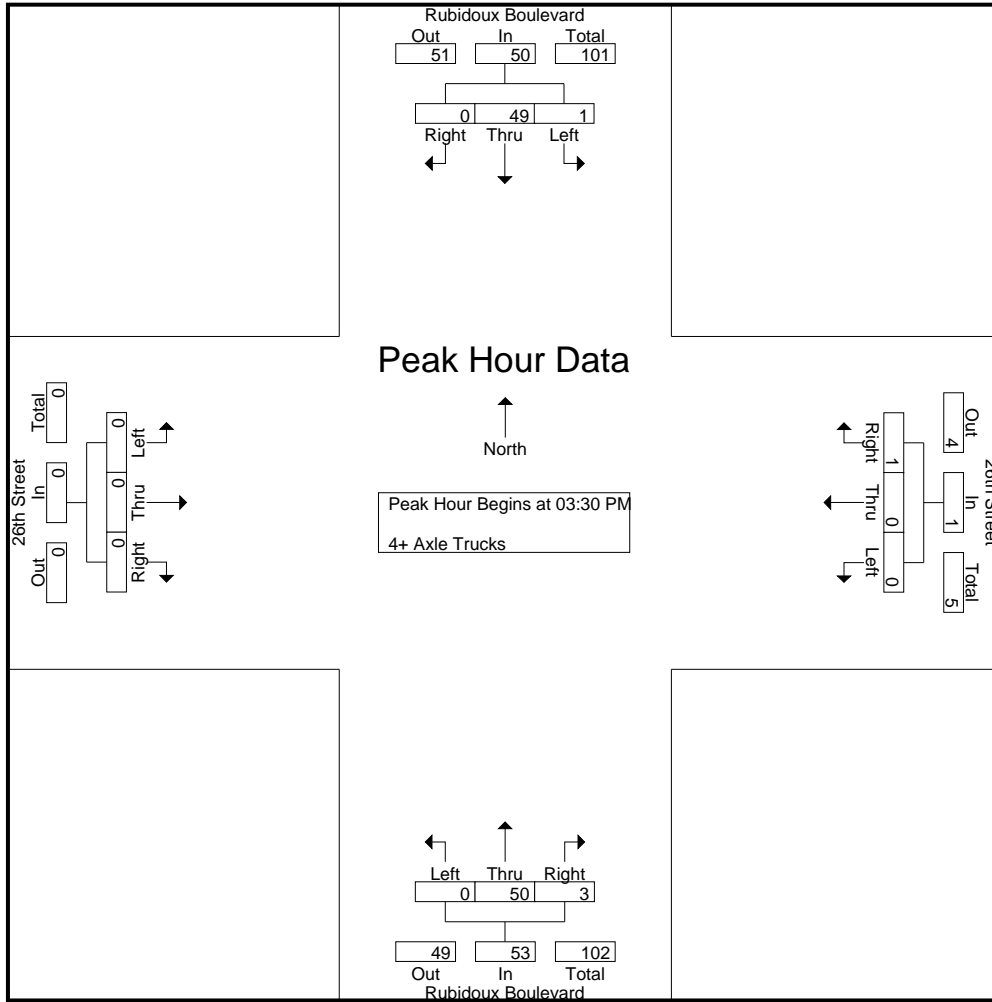 Rubidoux Boulevard
Out In Total
51 50 101
0 49 1
Right Thru Left
Peak Hour Data
North
Peak Hour Begins at 03:30 PM
4+ Axle Trucks
26th Street
Total In Out
0 0 0
0 0 0
Left Thru Right
26th Street
Out In Total
4 1 5
1 0 0
Right Thru Left
Left Thru Right
0 50 3
49 53 102
Out In Total
Rubidoux Boulevard